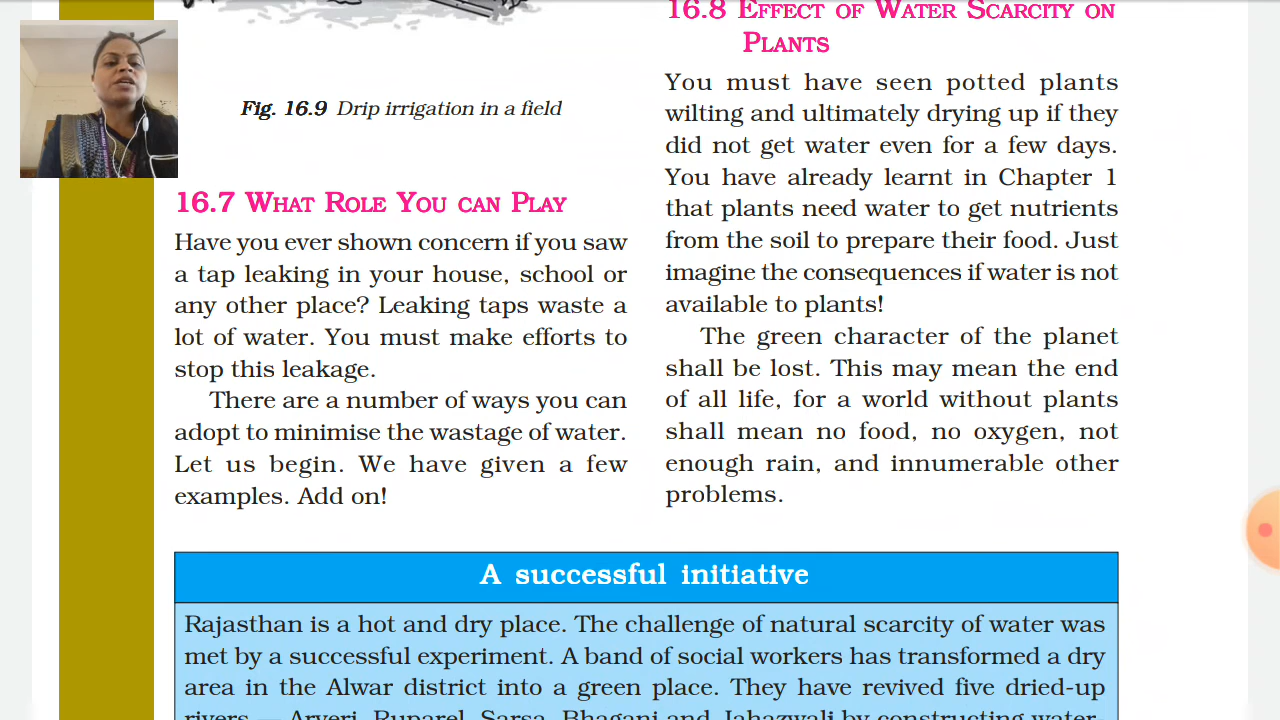 Fig. 16.9 Drip irrigation in a field
16.7 WHAT ROLE YOU CAN PLAY
Have you ever shown concern if you saw
a tap leaking in your house, school or
any other place? Leaking taps waste a
lot of water. You must make efforts to
stop this leakage.
There are a number of ways you can
adopt to minimise the wastage of water.
Let us begin. We have given a few
examples. Add on!
16.8 EFFECT OF WATER SCARCITY ON
PLANTS
You must have seen potted plants
wilting and ultimately drying up if they
did not get water even for a few days.
You have already learnt in Chapter 1
that plants need water to get nutrients
from the soil to prepare their food. Just
imagine the consequences if water is not
available to plants!
The green character of the planet
shall be lost. This may mean the end
of all life, for a world without plants
shall mean no food, no oxygen, not
enough rain, and innumerable other
problems.
A successful initiative
Rajasthan is a hot and dry place. The challenge of natural scarcity of water was
met by a successful experiment. A band of social workers has transformed a dry
area in the Alwar district into a green place. They have revived five dried-up
rivers — Arveri, Ruparel, Sarsa, Bhagani and Jahazwali by constructing water-